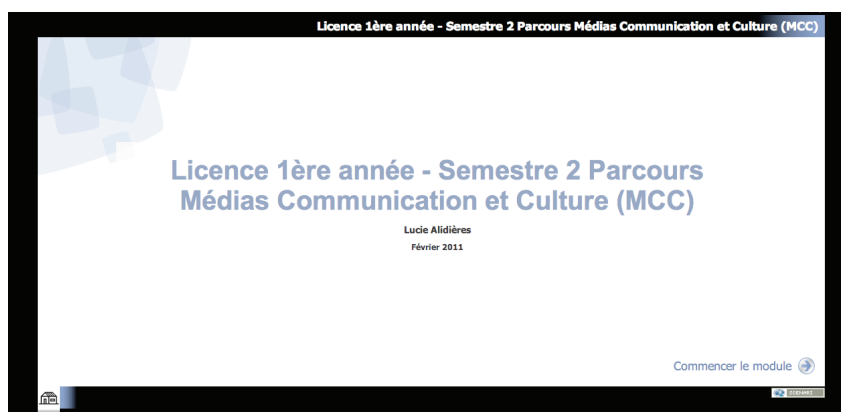 Licence 1ère année - Semestre 2 Parcours Médias Communication et Culture (MCC)
Licence 1ère année - Semestre 2 Parcours
Médias Communication et Culture (MCC)
Lucie Alidières
Février 2011
Commencer le module